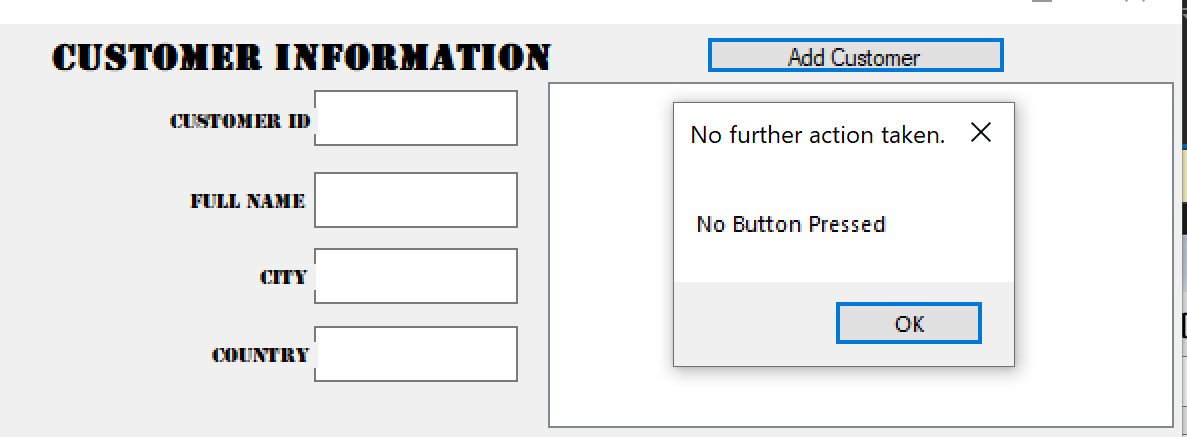 CUSTOMER INFORMATION
Add Customer
CUSTOMER ID
FULL NAME
CITY
COUNTRY
No further action taken.
No Button Pressed
OK